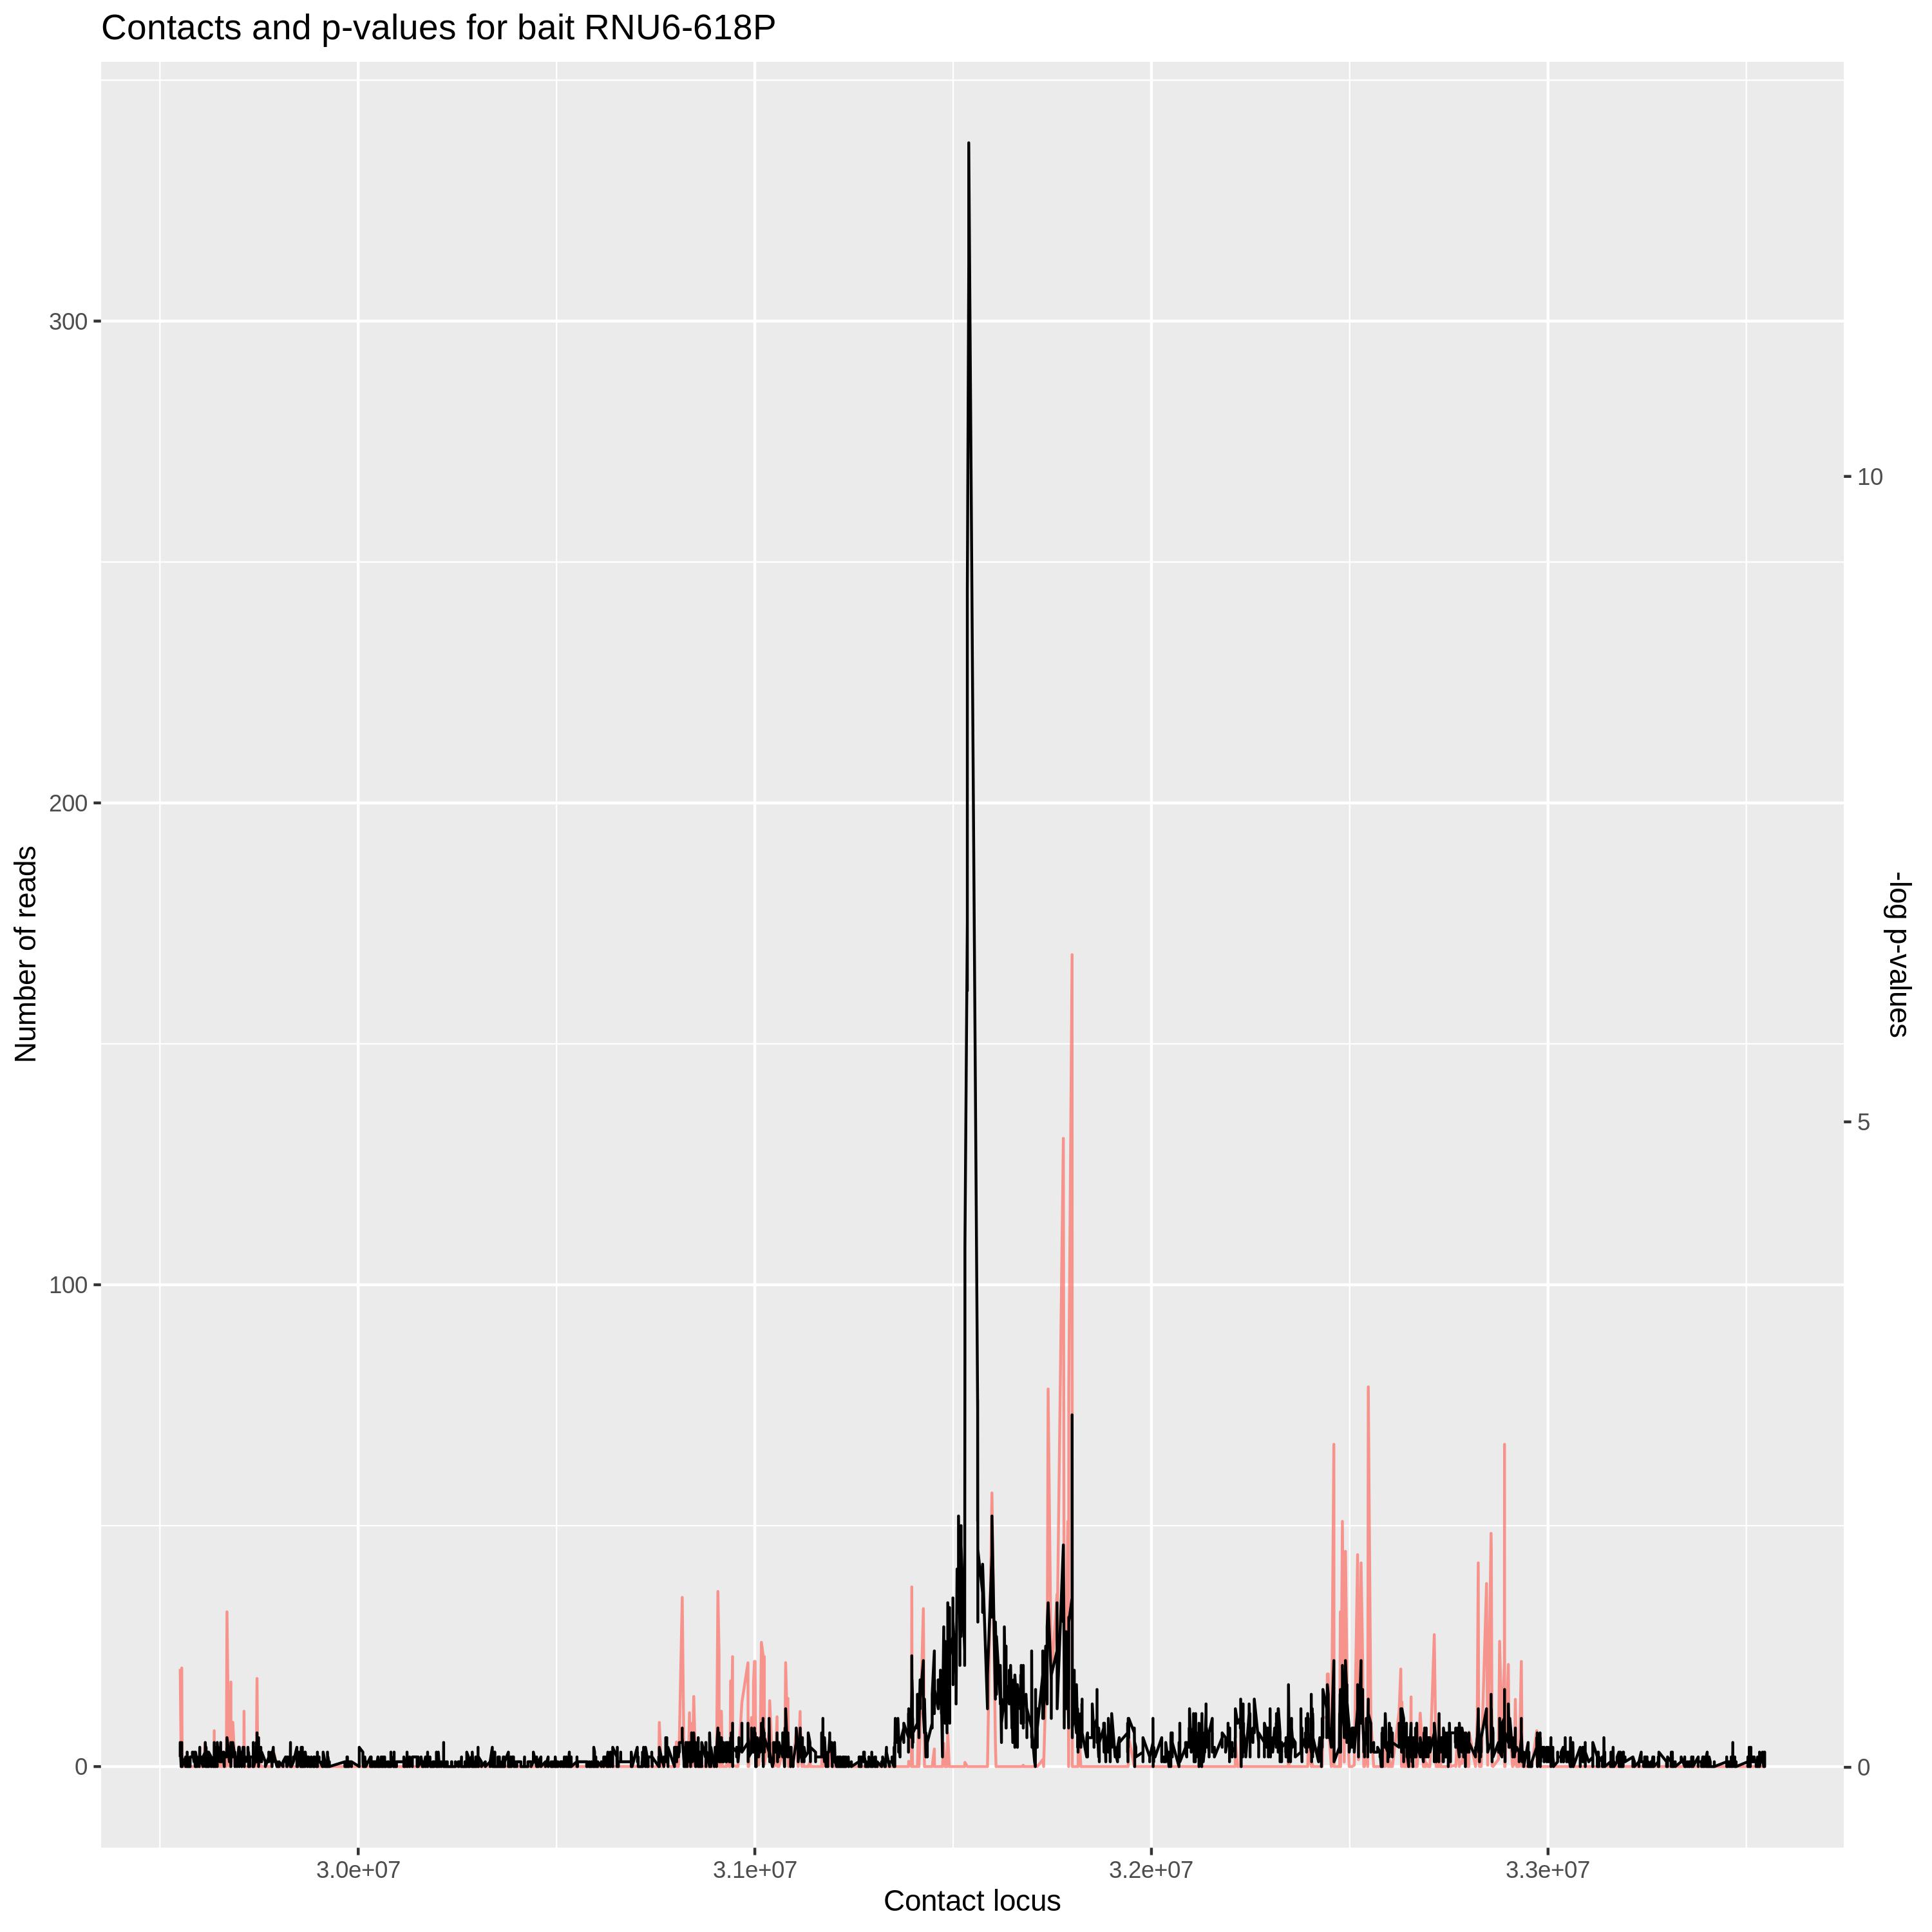 Contacts and p-values for bait RNU6-618P
300
200
100
0
Number of reads
10
5
0
-log p-values
3.0e+07
3.1e+07
3.2e+07
3.3e+07
Contact locus